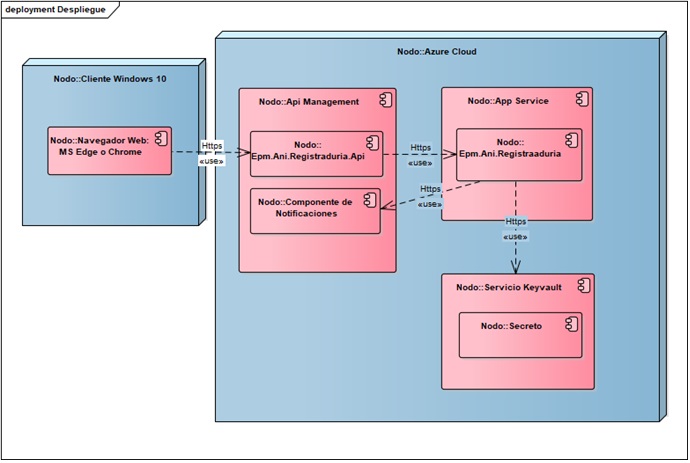 deployment Despliegue
Nodo::Cliente Windows 10
Nodo::Navegador Web:
MS Edge o Chrome
Https
«use»
Nodo::Azure Cloud
Nodo::Api Management
Nodo::
Epm.Ani.Registraduria.Api
Nodo::Componente de
Notificaciones
Https
«use»
Https
«use»
Nodo::App Service
Nodo::
Epm.Ani.Registraaduria
Https
«use»
Nodo::Servicio Keyvault
Nodo::Secreto